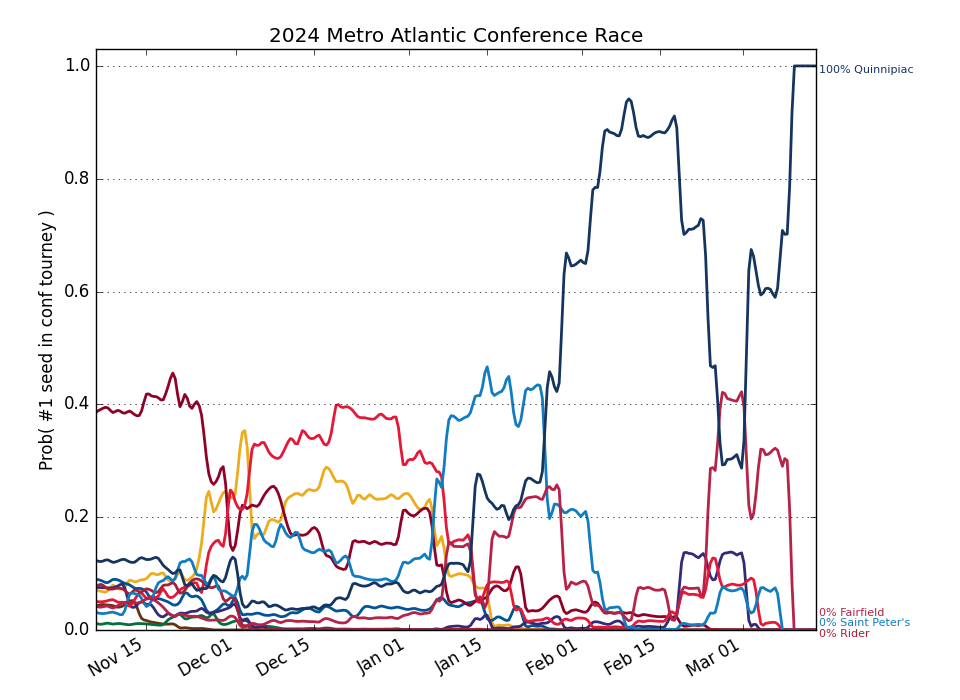 2024 Metro Atlantic Conference Race
Prob( #1 seed in conf tourney )
1.0
0.8
0.6
0.4
0.2
0.0
100% Quinnipiac
0% Fairfield
0% Saint Peter's
0% Rider
Nov 15
Dec 01
Dec 15
Jan 01
Jan 15
Feb 01
Feb 15
Mar 01